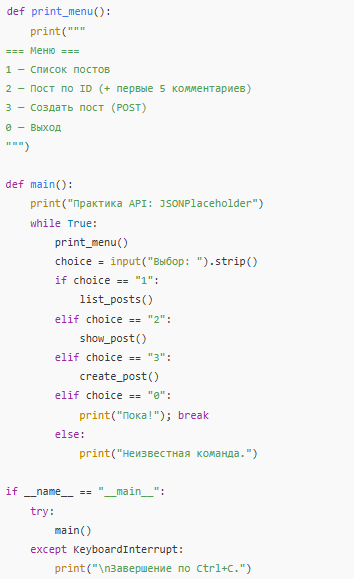 def print_menu():
    print("""
=== Меню ===
1 — Список постов
2 — Пост по ID (+ первые 5 комментариев)
3 — Создать пост (POST)
0 — Выход
""")

def main():
    print("Практика API: JSONPlaceholder")
    while True:
        print_menu()
        choice = input("Выбор: ").strip()
        if choice == "1":
            list_posts()
        elif choice == "2":
            show_post()
        elif choice == "3":
            create_post()
        elif choice == "0":
            print("Пока!"); break
        else:
            print("Неизвестная команда.")

if __name__ == "__main__":
    try:
        main()
    except KeyboardInterrupt:
        print("\nЗавершение по Ctrl+C.")